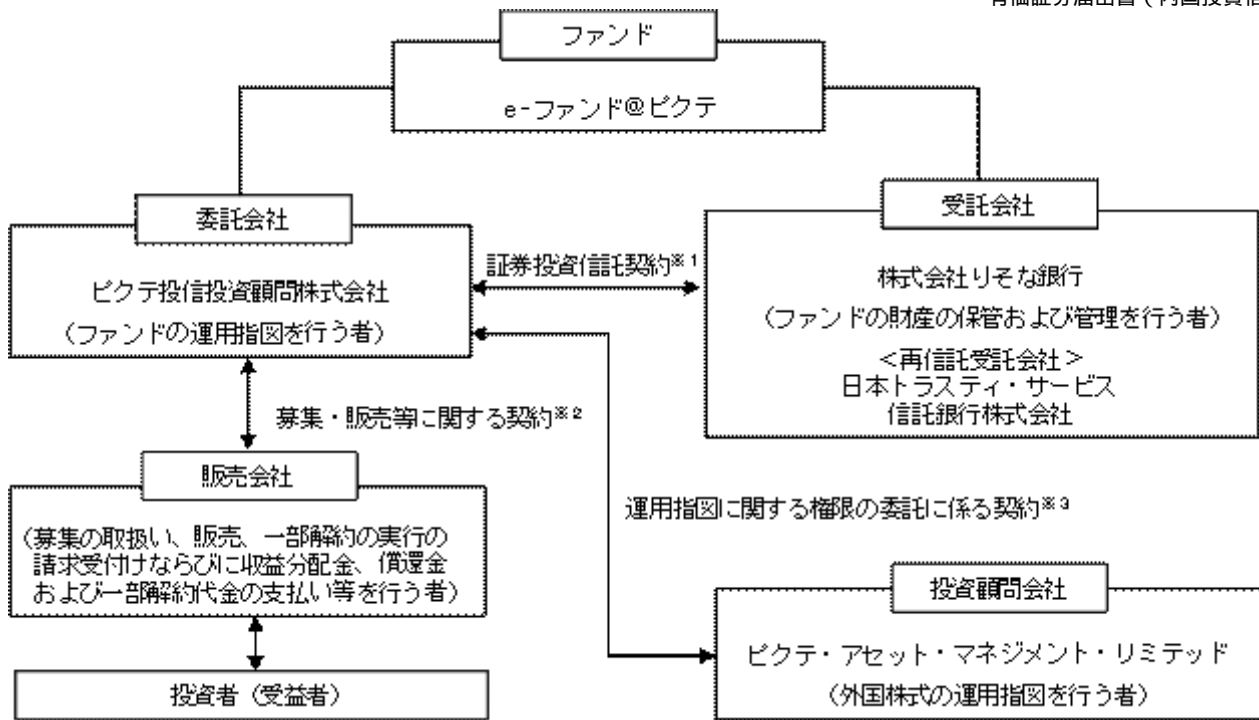 有価証券届出書（内国投資信
ファンド
e-ファンド@ピクテ
委託会社
ピクテ投信投資顧問株式会社
（ファンドの運用指図を行う者）
証券投資信託契約※1
受託会社
株式会社りそな銀行
（ファンドの財産の保管および管理を行う者）
＜再信託受託会社＞
日本トラスティ・サービス
信託銀行株式会社
募集・販売等に関する契約※2
販売会社
（募集の取扱い、販売、一部解約の実行の
請求受付けならびに収益分配金、償還金
および一部解約代金の支払い等を行う者）
運用指図に関する権限の委託に係る契約※3
投資顧問会社
ピクテ・アセット・マネジメント・リミテッド
（外国株式の運用指図を行う者）
投資者（受益者）